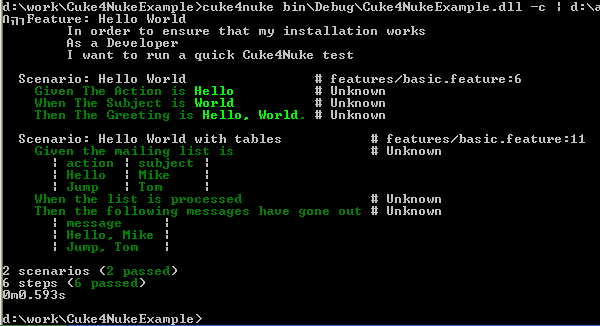 d:\work\Cuke4NukeExample>cuke4nuke bin\Debug\Cuke4NukeExample.dll -c | d:\a
Feature: Hello World
In order to ensure that my installation works
As a Developer
I want to run a quick Cuke4Nuke test
Scenario: Hello World # features/basic.feature:6
Given The Action is Hello # Unknown
When The Subject is World # Unknown
Then The Greeting is Hello, World. # Unknown
Scenario: Hello World with tables # features/basic.feature:11
Given the mailing list is # Unknown
| action | subject |
| Hello | Mike |
| Jump | Tom |
When the list is processed # Unknown
Then the following messages have gone out # Unknown
| message |
| Hello, Mike |
| Jump, Tom |
2 scenarios (2 passed)
6 steps (6 passed)
0m0.593s
d:\work\Cuke4NukeExample>